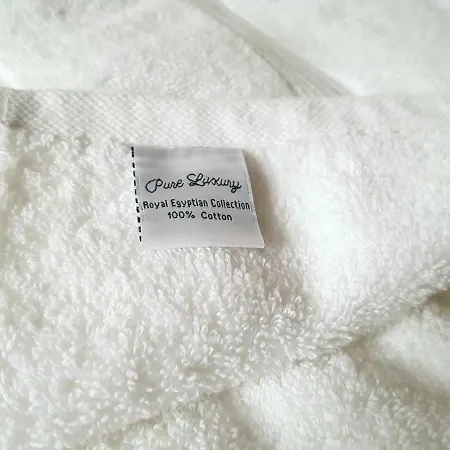 Pure Luxury
Royal Egyptian Collection
100% Cotton